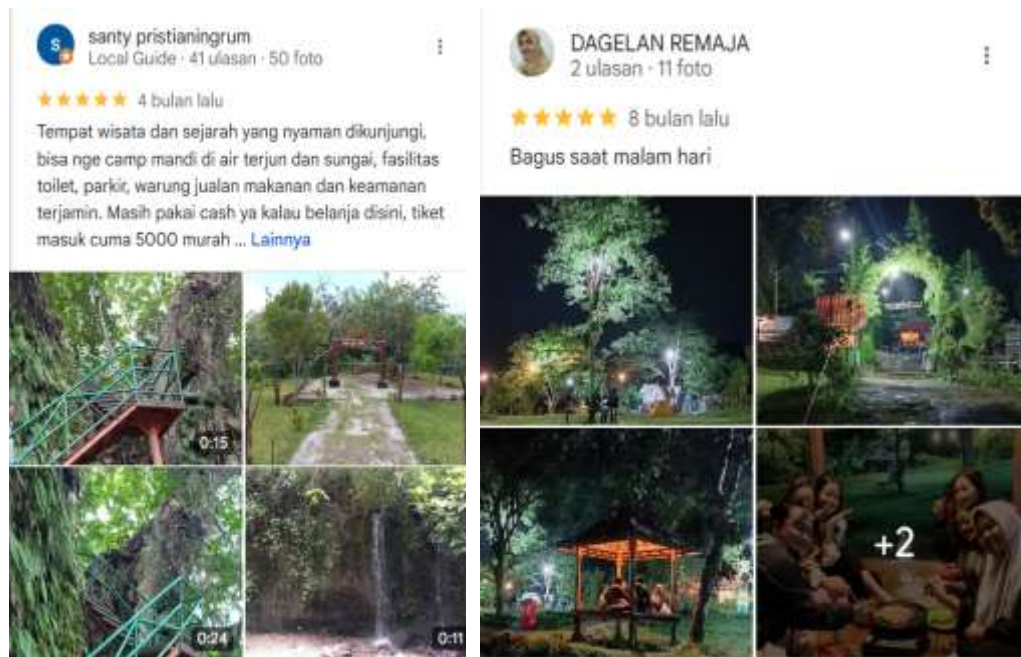 santy pristianingrum
Local Guide · 41 ulasan · 50 foto
4 bulan lalu
Tempat wisata dan sejarah yang nyaman dikunjungi,
bisa nge camp mandi di air terjun dan sungai, fasilitas
toilet, parkir, warung jualan makanan dan keamanan
terjamin. Masih pakai cash ya kalau belanja disini, tiket
masuk cuma 5000 murah ... Lainnya
0:15
0:24
0:11
DAGELAN REMAJA
2 ulasan · 11 foto
8 bulan lalu
Bagus saat malam hari
+2